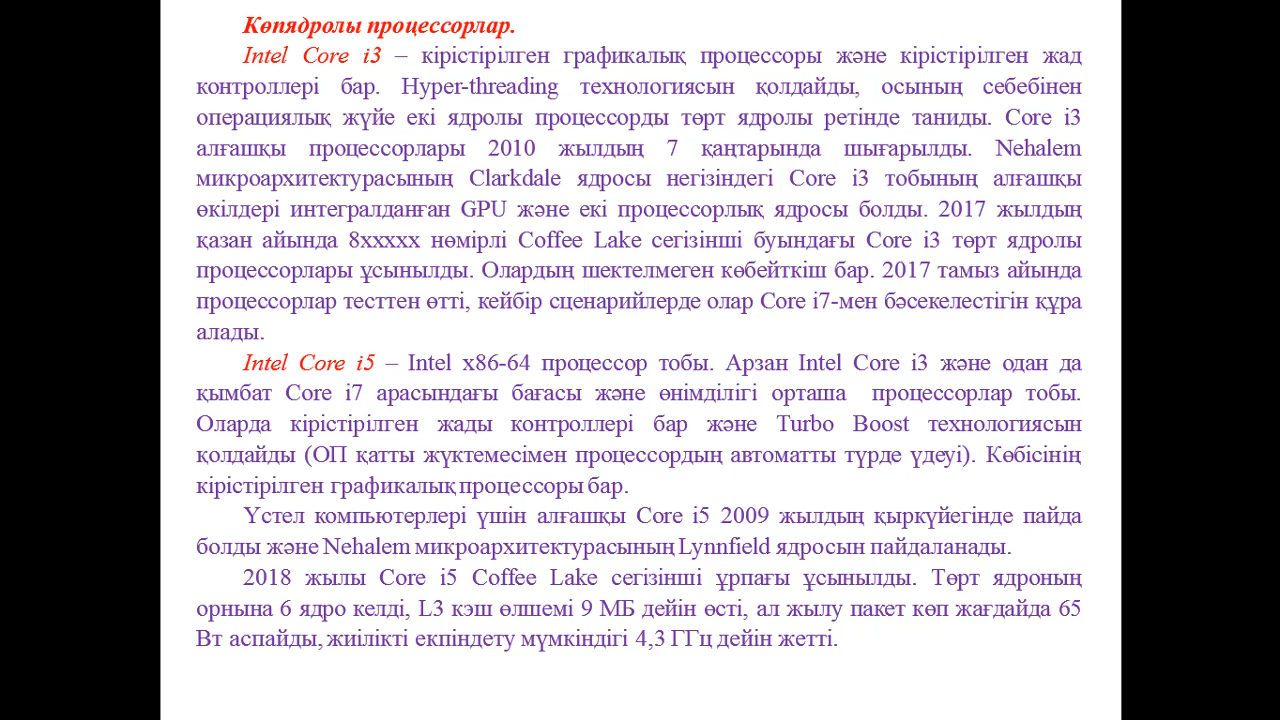 Көпядролы процессорлар.
Intel Core i3 – кірістірілген графикалық процессоры және кірістірілген жад
контроллері бар. Hyper-threading технологиясын қолдайды, осының себебінен
операциялық жүйе екі ядролы процессорды төрт ядролы ретінде таниды. Core i3
алғашқы процессорлары 2010 жылдың 7 қаңтарында шығарылды. Nehalem
микроархитектурасының Clarkdale ядросы негізіндегі Core i3 тобының алғашқы
өкілдері интегралданған GPU және екі процессорлық ядросы болды. 2017 жылдың
қазан айында 8xxxxx нөмірлі Coffee Lake сегізінші буындағы Core i3 төрт ядролы
процессорлары ұсынылды. Олардың шектелмеген көбейткіш бар. 2017 тамыз айында
процессорлар тесттен өтті, кейбір сценарийлерде олар Core i7-мен бәсекелестігін құра
алады.
Intel Core i5 – Intel x86-64 процессор тобы. Арзан Intel Core i3 және одан да
қымбат Core i7 арасындағы бағасы және өнімділігі орташа процессорлар тобы.
Оларда кірістірілген жады контроллері бар және Turbo Boost технологиясын
қолдайды (ОП қатты жүктемесімен процессордың автоматты түрде үдеуі). Көбісінің
кірістірілген графикалық процессоры бар.
Үстел компьютерлері үшін алғашқы Core i5 2009 жылдың қыркүйегінде пайда
болды және Nehalem микроархитектурасының Lynnfield ядросын пайдаланады.
2018 жылы Core i5 Coffee Lake сегізінші ұрпағы ұсынылды. Төрт ядроның
орнына 6 ядро келді, L3 кэш өлшемі 9 МБ дейін өсті, ал жылу пакет көп жағдайда 65
Вт аспайды, жиілікті екпіндету мүмкіндігі 4,3 ГГц дейін жетті.